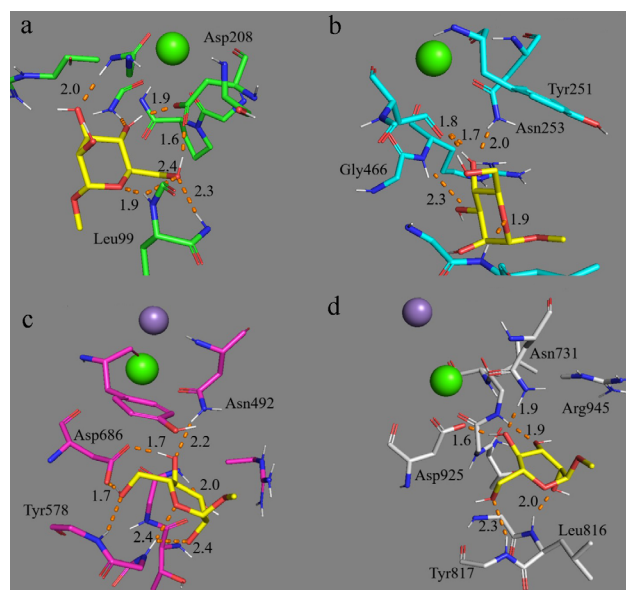 a
Asp208
2.0
1.9
1.6
2.4
2.3
1.9
Leu99
b
Tyr251
Asn253
1.8
1.7
2.0
Gly466
2.3
1.9
c
Asn492
Asp686
1.7
2.2
1.7
2.0
Tyr578
2.4
2.4
d
Asn731
Arg945
1.9
1.9
1.6
Asp925
2.0
2.3
Leu816
Tyr817